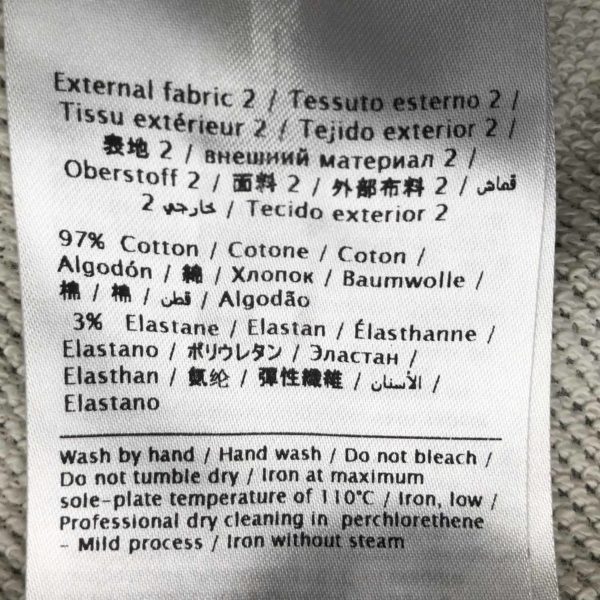 External fabric 2 / Tessuto esterno 2 /
Tissu extérieur 2 / Tejido exterior 2 /
表地 2 / внешний материал 2 /
Oberstoff 2 / 面料 2 / 外部布料 2 / قماش
خارجي 2 / Tecido exterior 2
97% Cotton / Cotone / Coton /
Algodón / 綿 / Хлопок / Baumwolle /
棉 / 棉 / قطن / Algodão
3% Elastane / Elastan / Élasthanne /
Elastano / ポリウレタン / Эластан /
Elasthan / 氨纶 / 彈性纖維 / الأستان /
Elastano
Wash by hand / Hand wash / Do not bleach /
Do not tumble dry / Iron at maximum
sole-plate temperature of 110°C / Iron, low /
Professional dry cleaning in perchlorethene
- Mild process / Iron without steam